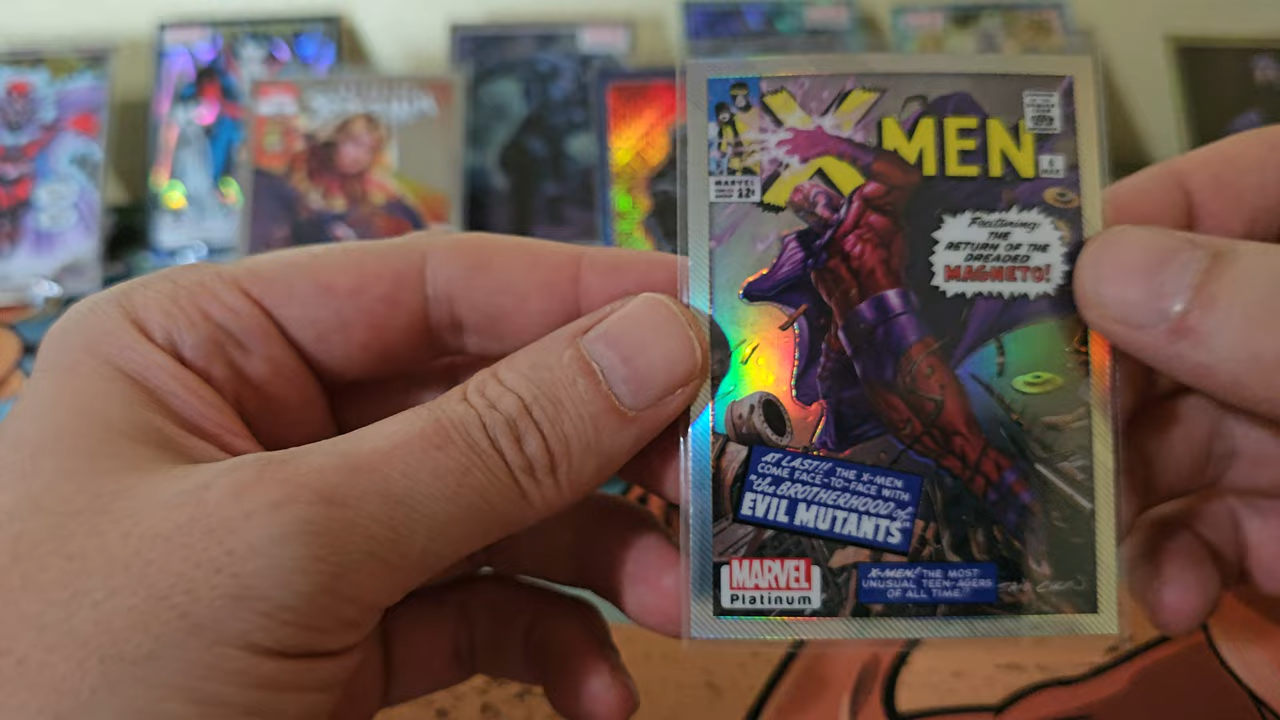 X-MEN
MARVEL
12¢
Featuring:
THE
RETURN OF THE
DREADED
MAGNETO!
AT LAST!! THE X-MEN
COME FACE-TO-FACE WITH
"the BROTHERHOOD of
EVIL MUTANTS"
MARVEL
Platinum
X-MEN! THE MOST
UNUSUAL TEEN-AGERS
OF ALL TIME!"